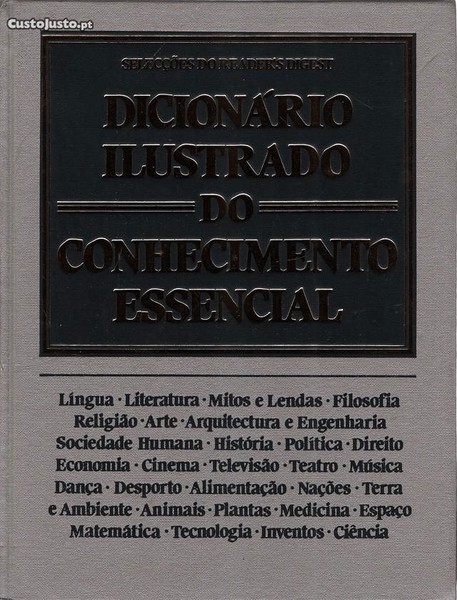 CustoJusto.pt
SELECÇÕES DO READER'S DIGEST
DICIONÁRIO
ILUSTRADO
DO
CONHECIMENTO
ESSENCIAL
Língua · Literatura · Mitos e Lendas · Filosofia
Religião · Arte · Arquitectura e Engenharia
Sociedade Humana · História · Política · Direito
Economia · Cinema · Televisão · Teatro · Música
Dança · Desporto · Alimentação · Nações · Terra
e Ambiente · Animais · Plantas · Medicina · Espaço
Matemática · Tecnologia · Inventos · Ciência